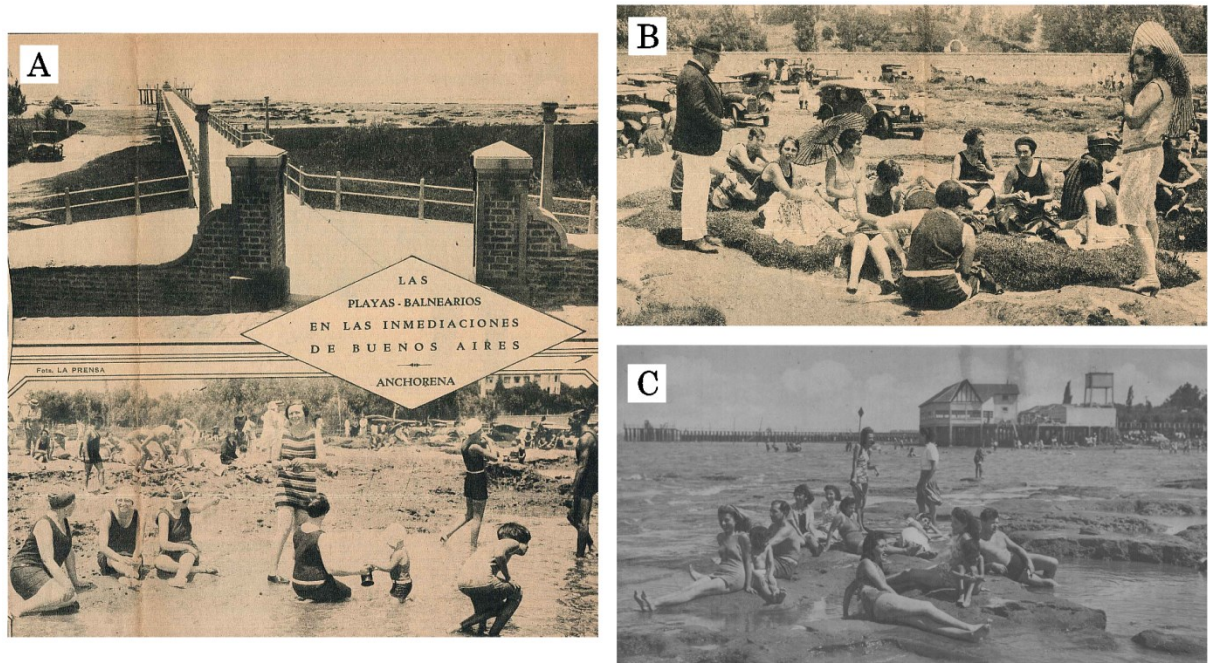 A
LAS
PLAYAS-BALNEARIOS
EN LAS INMEDIACIONES
DE BUENOS AIRES
ANCHORENA
Foto, LA PRENSA
B
C